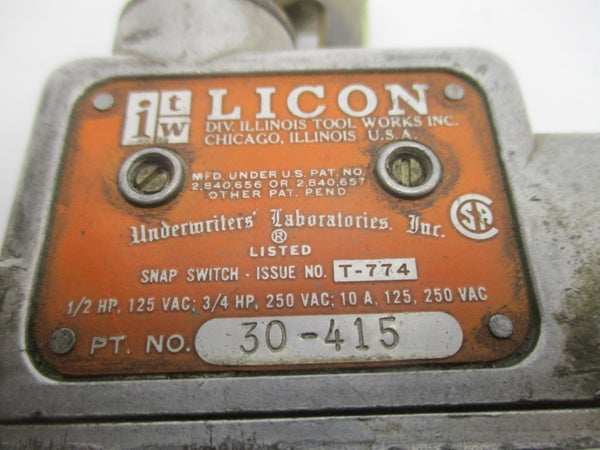 itw
LICON
DIV. ILLINOIS TOOL WORKS INC.
CHICAGO, ILLINOIS U.S.A.
MFD. UNDER U.S. PAT. NO.
2,840,656 OR 2,840,657
OTHER PAT. PEND.
Underwriters' Laboratories, Inc.
®
LISTED
SA
SNAP SWITCH - ISSUE NO. T-774
1/2 HP, 125 VAC; 3/4 HP, 250 VAC; 10 A, 125, 250 VAC
PT. NO. 30-415